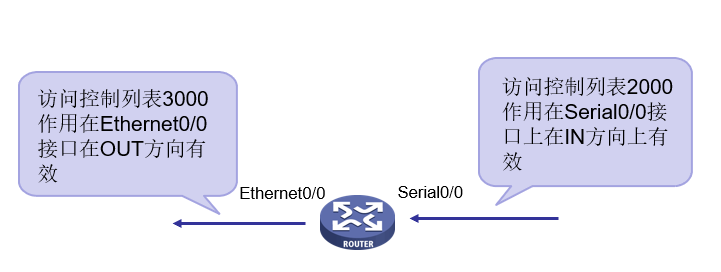 访问控制列表3000
作用在Ethernet0/0
接口在OUT方向有
效
访问控制列表2000
作用在Serial0/0接
口上在IN方向上有
效
Ethernet0/0
Serial0/0
ROUTER